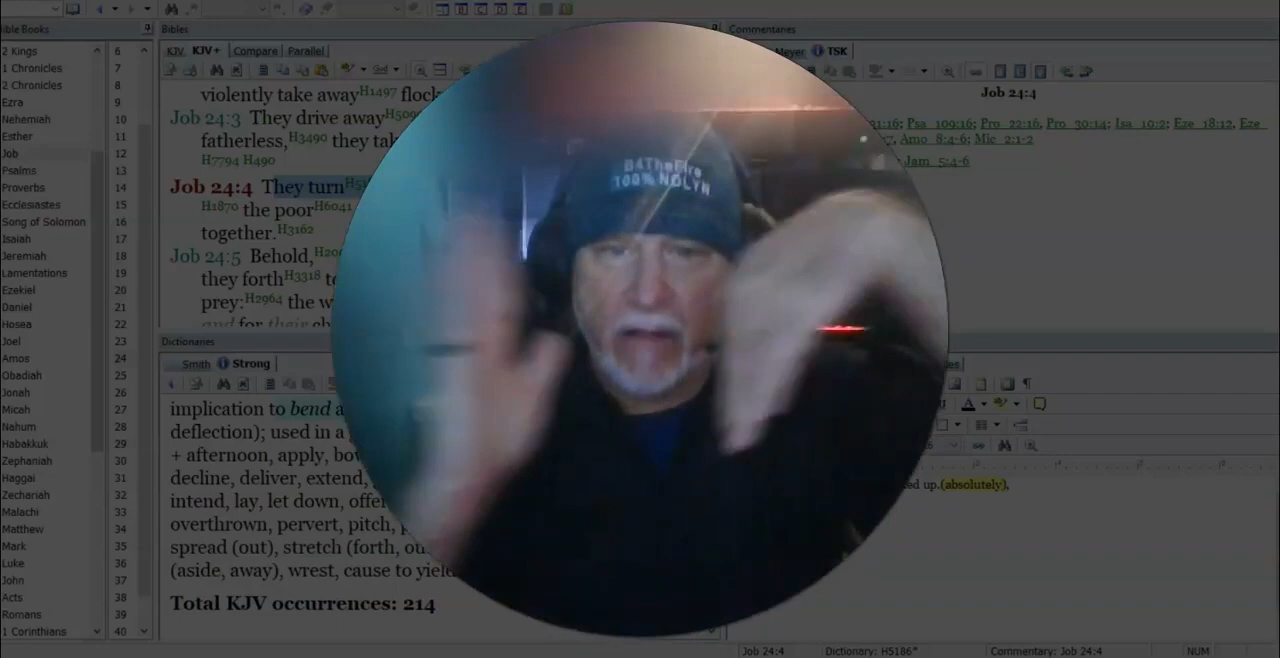 Bible Books
2 Kings
1 Chronicles
2 Chronicles
Ezra
Nehemiah
Esther
Job
Psalms
Proverbs
Ecclesiastes
Song of Solomon
Isaiah
Jeremiah
Lamentations
Ezekiel
Daniel
Hosea
Joel
Amos
Obadiah
Jonah
Micah
Nahum
Habakkuk
Zephaniah
Haggai
Zechariah
Malachi
Matthew
Mark
Luke
John
Acts
Romans
1 Corinthians
6
7
8
9
10
11
12
13
14
15
16
17
18
19
20
21
22
23
24
25
26
27
28
29
30
31
32
33
34
35
36
37
38
39
40
B C D E
Bibles
KJV KJV+ Compare Parallel
violently take away H1497
Job 24:3 They drive away
fatherless, H3490 they
H7794 H490
Job 24:4 They turn
H1870 the poor H6041
together. H3162
Job 24:5 Behold,
they forth H3318
prey: H2964 the
and for their
Dictionaries
Smith Strong
implication to bend
deflection); used in a
+ afternoon, apply,
decline, deliver, extend,
intend, lay, let down,
overthrown, pervert, pitch,
spread (out), stretch (forth,
(aside, away), wrest, cause to
Total KJV occurrences: 214
B4TheFire
100% NOLYN
Commentaries
Meyer TSK
Job 24:4
31:16; Psa 109:16; Pro 22:16, Pro 30:14; Isa 10:2; Eze 18:12, Eze
Amo 8:4-6; Mic 2:1-2
Jam 5:4-6
up.(absolutely),
Job 24:4 Dictionary: H5186* Commentary: Job 24:4 NUM